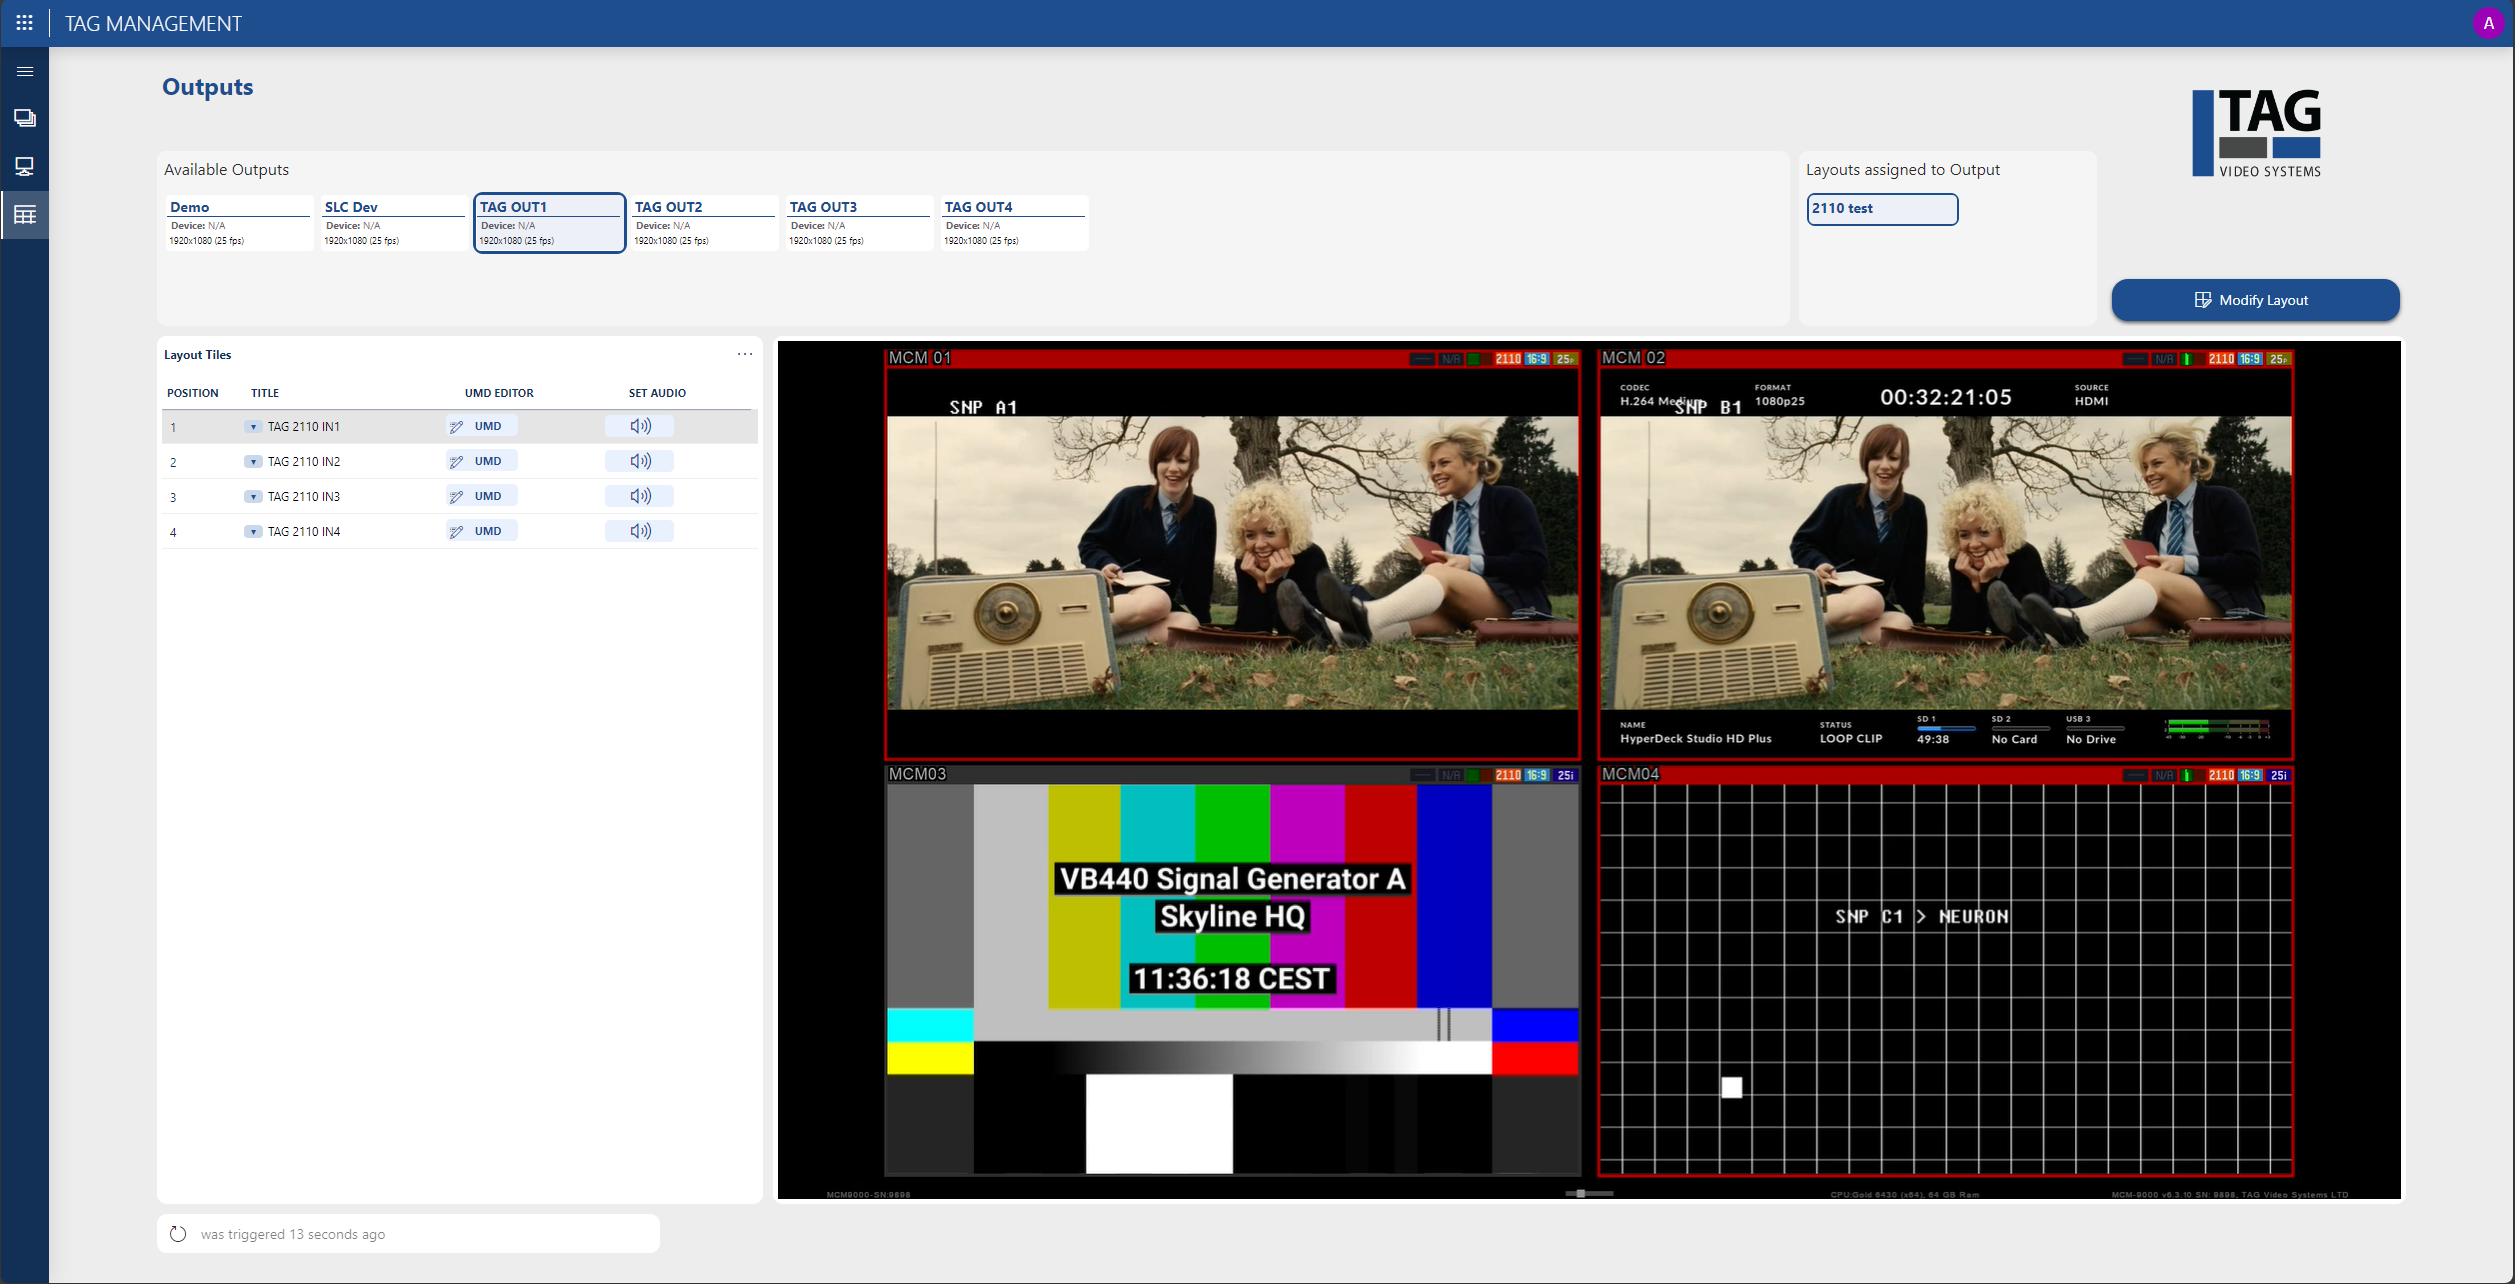 TAG MANAGEMENT
A
Outputs
TAG
VIDEO SYSTEMS
Available Outputs
Demo
Device: N/A
1920x1080 (25 fps)
SLC Dev
Device: N/A
1920x1080 (25 fps)
TAG OUT1
Device: N/A
1920x1080 (25 fps)
TAG OUT2
Device: N/A
1920x1080 (25 fps)
TAG OUT3
Device: N/A
1920x1080 (25 fps)
TAG OUT4
Device: N/A
1920x1080 (25 fps)
Layouts assigned to Output
2110 test
Modify Layout
Layout Tiles
POSITION TITLE UMD EDITOR SET AUDIO
1 TAG 2110 IN1 UMD
2 TAG 2110 IN2 UMD
3 TAG 2110 IN3 UMD
4 TAG 2110 IN4 UMD
MCM 01 N/A 2110 16:9 25p
SNP A1
MCM 02 N/A 2110 16:9 25p
CODEC
H.264 Medium
SNP B1
FORMAT
1080p25
00:32:21:05
SOURCE
HDMI
NAME
HyperDeck Studio HD Plus
STATUS
LOOP CLIP
SD 1
49:38
SD 2
No Card
USB 3
No Drive
MCM03 N/A 2110 16:9 25i
VB440 Signal Generator A
Skyline HQ
11:36:18 CEST
MCM04 N/A 2110 16:9 25i
SNP C1 > NEURON
MCM9000-SN:9898
CPU:Gold 6430 (x64), 64 GB Ram
MCM-9000 v6.3.10 SN: 9898, TAG Video Systems LTD
was triggered 13 seconds ago